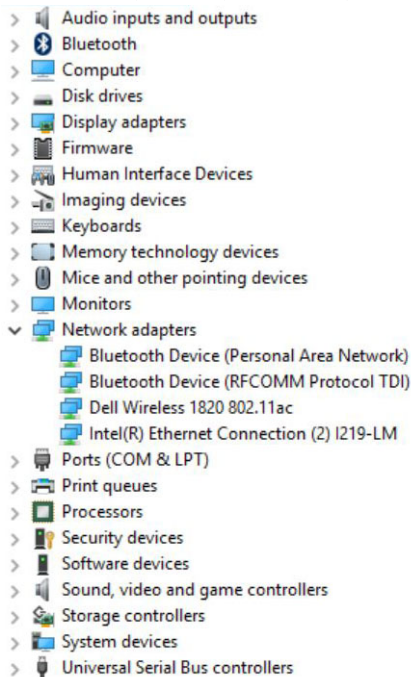 Audio inputs and outputs
Bluetooth
Computer
Disk drives
Display adapters
Firmware
Human Interface Devices
Imaging devices
Keyboards
Memory technology devices
Mice and other pointing devices
Monitors
Network adapters
Bluetooth Device (Personal Area Network)
Bluetooth Device (RFCOMM Protocol TDI)
Dell Wireless 1820 802.11ac
Intel(R) Ethernet Connection (2) I219-LM
Ports (COM & LPT)
Print queues
Processors
Security devices
Software devices
Sound, video and game controllers
Storage controllers
System devices
Universal Serial Bus controllers